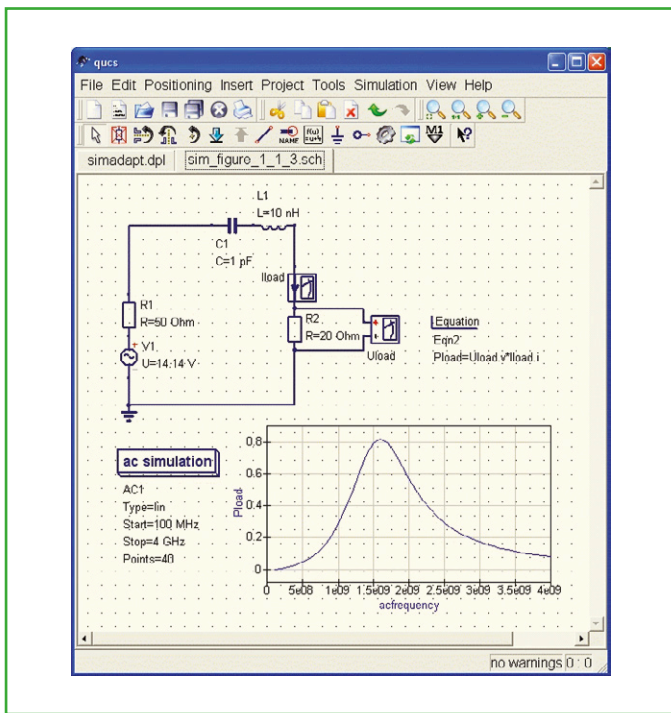 qucs
File Edit Positioning Insert Project Tools Simulation View Help
NAME
M1
simadapt.dpl
sim_figure_1_1_3.sch
L1
L=10 nH
C1
C=1 pF
Iload
R1
R=50 Ohm
R2
R=20 Ohm
V1
U=14.14 V
Uload
Equation
Eqn2
Pload=Uload.v*Iload.i
ac simulation
AC1
Type=lin
Start=100 MHz
Stop=4 GHz
Points=40
Pload
0.8
0.6
0.4
0.2
0
0 5e08 1e09 1.5e09 2e09 2.5e09 3e09 3.5e09 4e09
acfrequency
no warnings 0 : 0